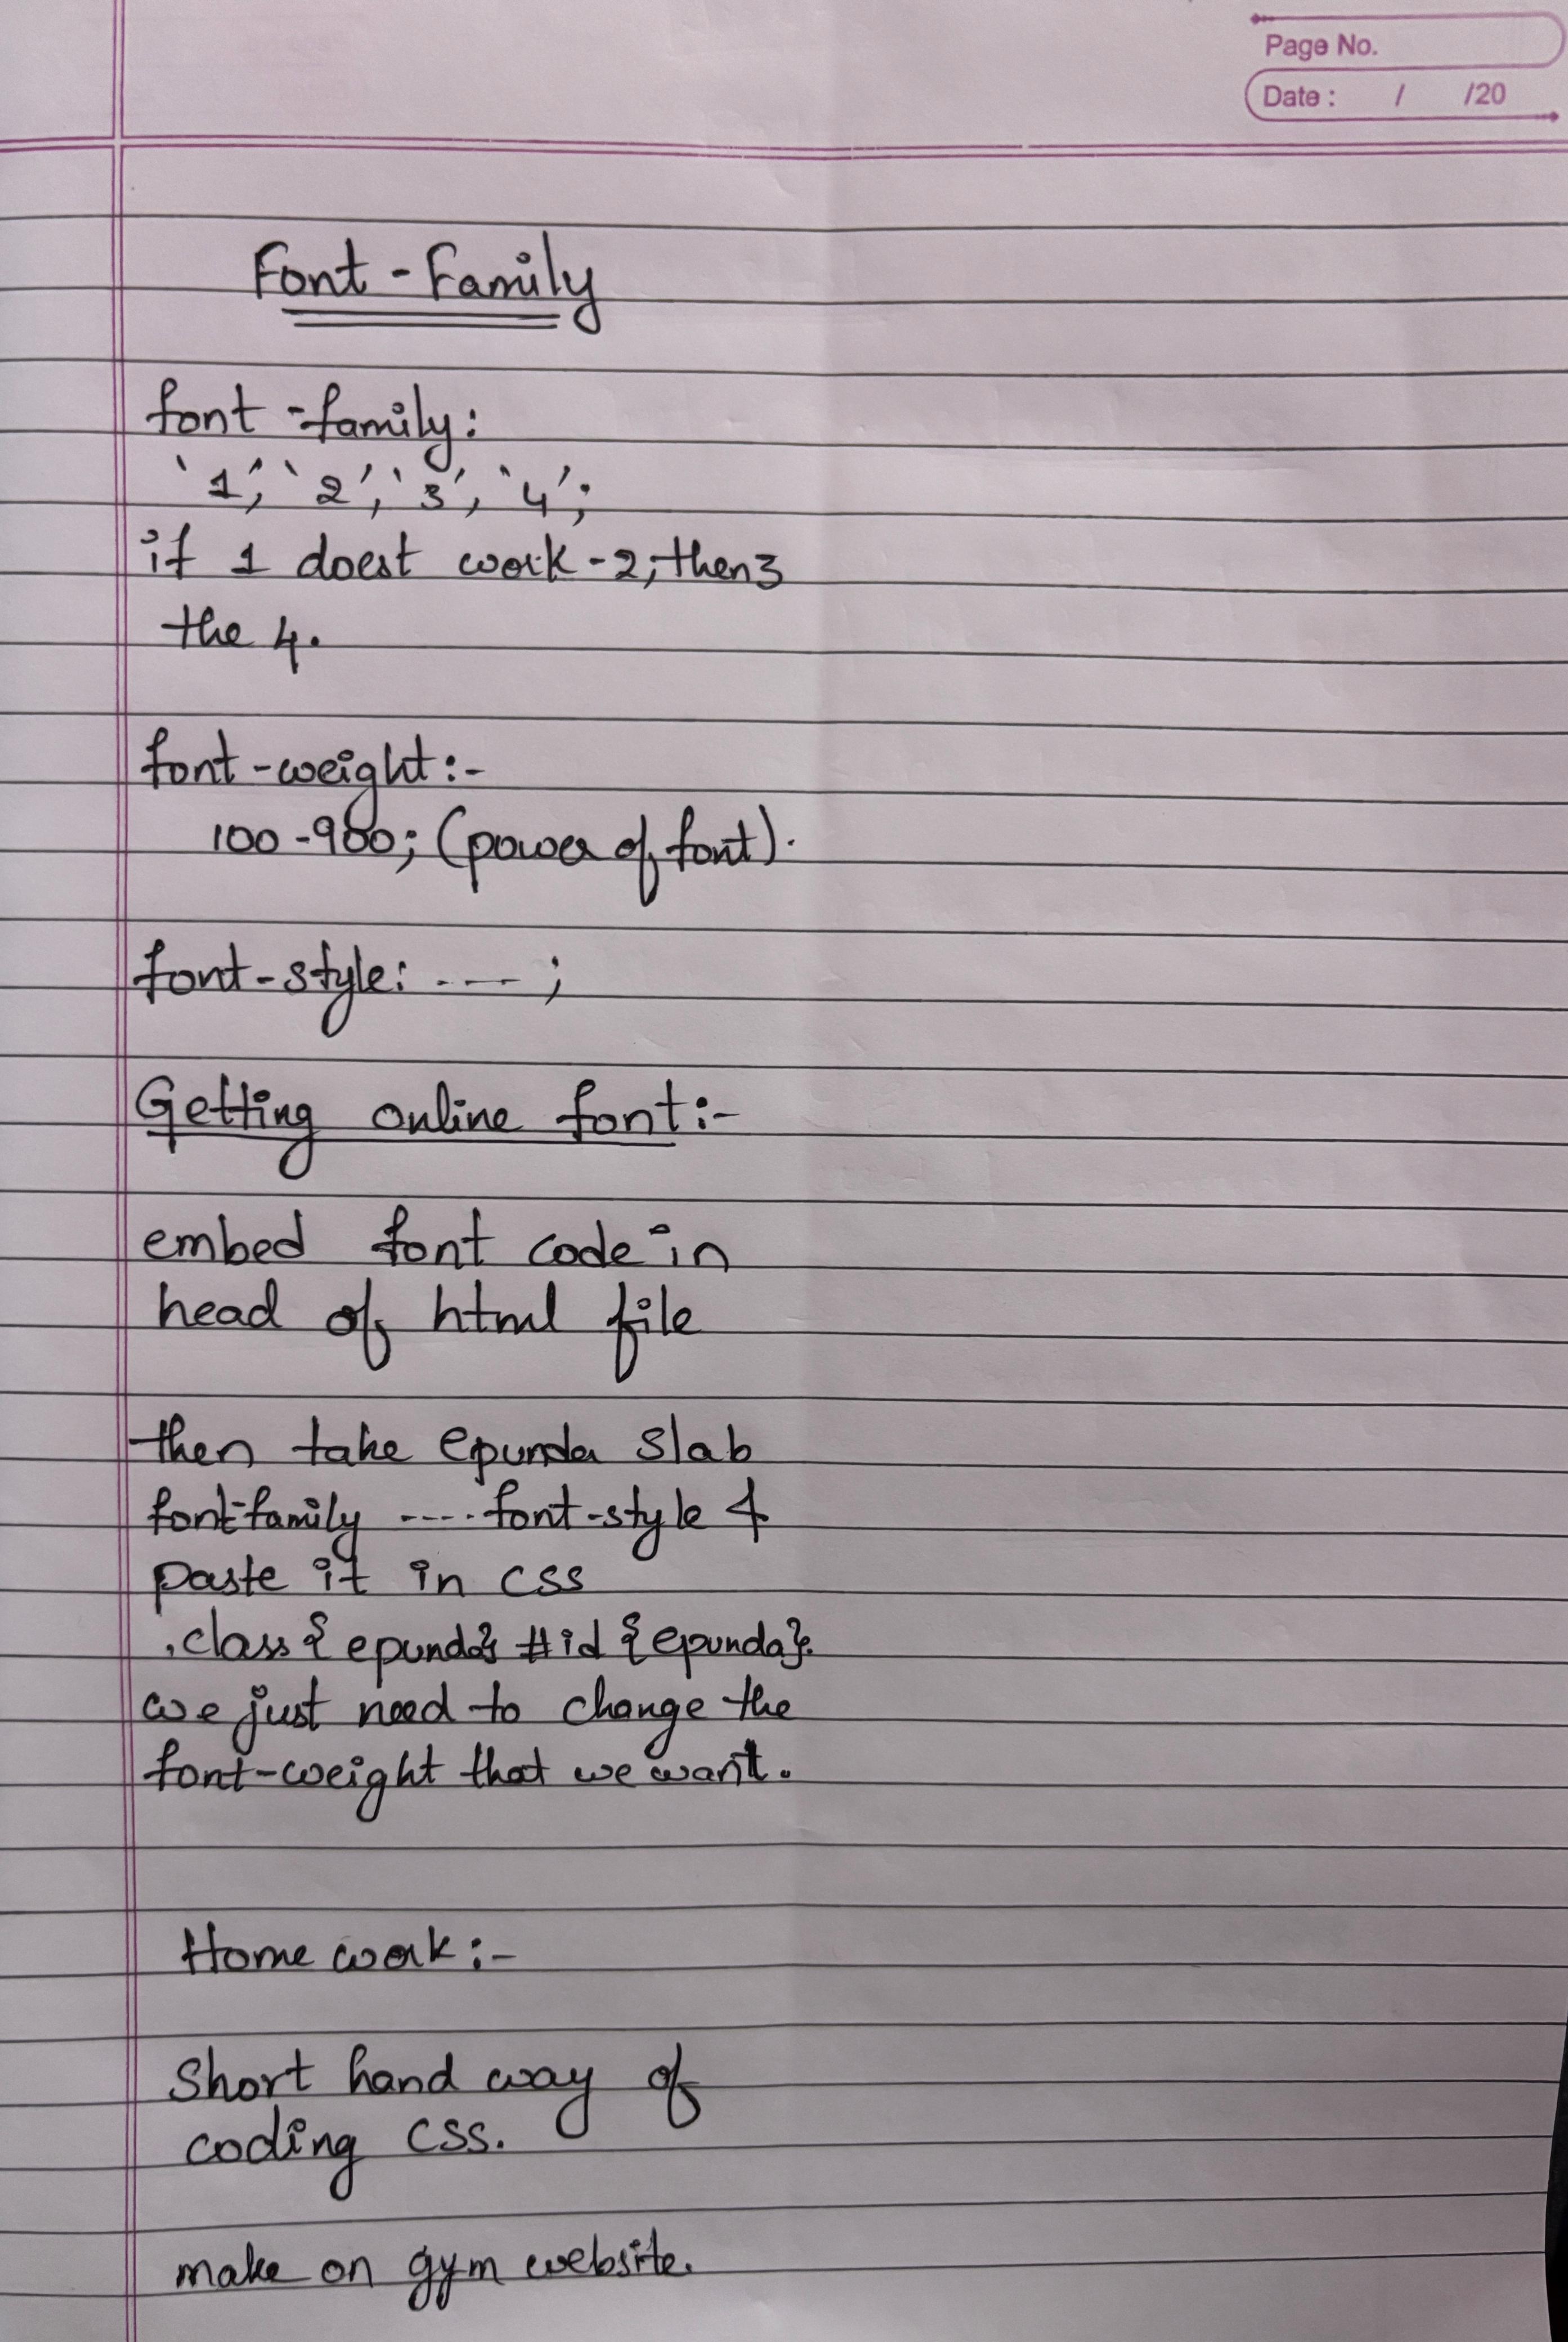 Page No.
Date : / /20
Font - Family
font -family:
'1', '2', '3', '4';
if 1 doest work -2, then 3
the 4.
font-weight:-
100 -900; (power of font).
font-style: ---- ;
Getting online font:-
embed font code in
head of html file
then take epunda slab
font-family ---- font-style &
paste it in css
.class { epunda} #id { epunda}.
we just need to change the
font-weight that we want.
Home work:-
Short hand way of
coding css.
make on gym website.